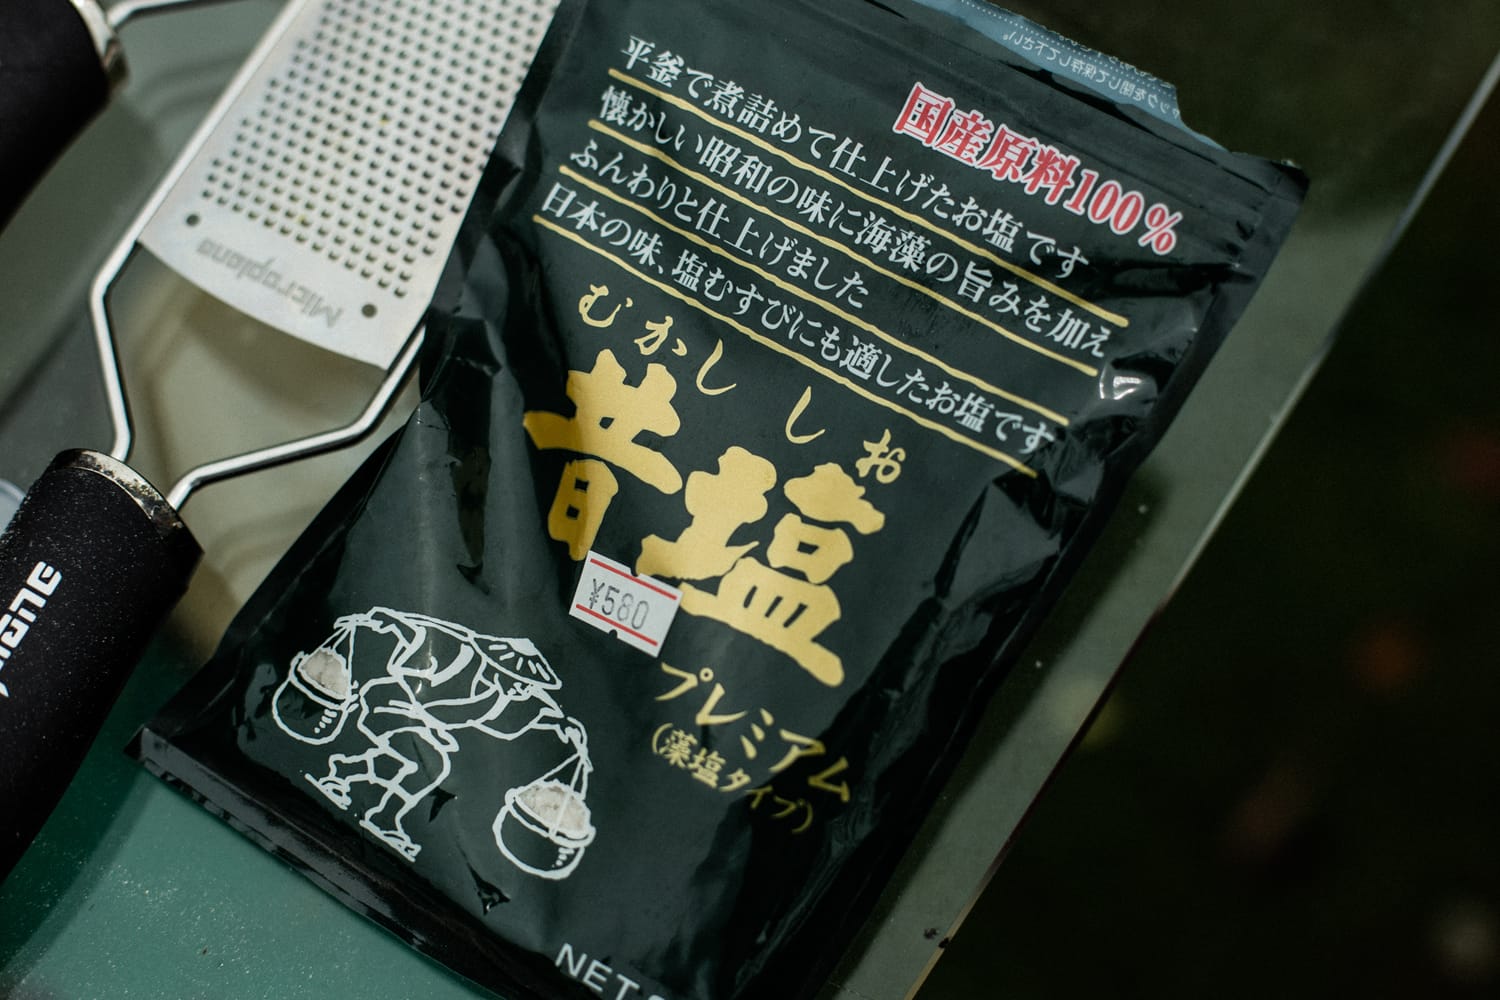 国産原料100%
平釜で煮詰めて仕上げたお塩です
懐かしい昭和の味に海藻の旨みを加え
ふんわりと仕上げました
日本の味、塩むすびにも適したお塩です
むかし しお
昔塩
¥580
プレミアム
(藻塩タイプ)
NET
Microplane